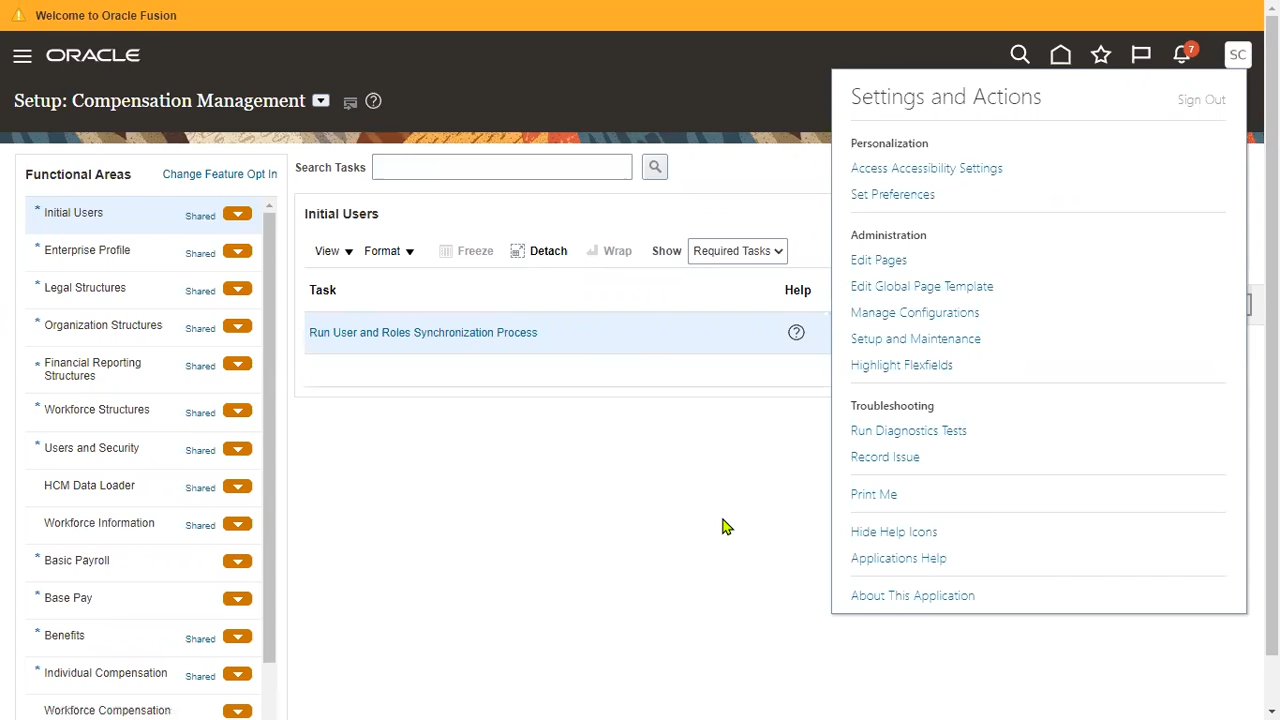 Welcome to Oracle Fusion
ORACLE
7
SC
Setup: Compensation Management
Settings and Actions
Sign Out
Personalization
Access Accessibility Settings
Set Preferences
Administration
Edit Pages
Edit Global Page Template
Manage Configurations
Setup and Maintenance
Highlight Flexfields
Troubleshooting
Run Diagnostics Tests
Record Issue
Print Me
Hide Help Icons
Applications Help
About This Application
Functional Areas
Change Feature Opt In
* Initial Users Shared
* Enterprise Profile Shared
* Legal Structures Shared
* Organization Structures Shared
* Financial Reporting
Structures Shared
* Workforce Structures Shared
* Users and Security Shared
HCM Data Loader Shared
Workforce Information Shared
* Basic Payroll
* Base Pay
* Benefits Shared
* Individual Compensation Shared
Workforce Compensation
Search Tasks
Initial Users
View Format Freeze Detach Wrap Show Required Tasks
Task Help
Run User and Roles Synchronization Process